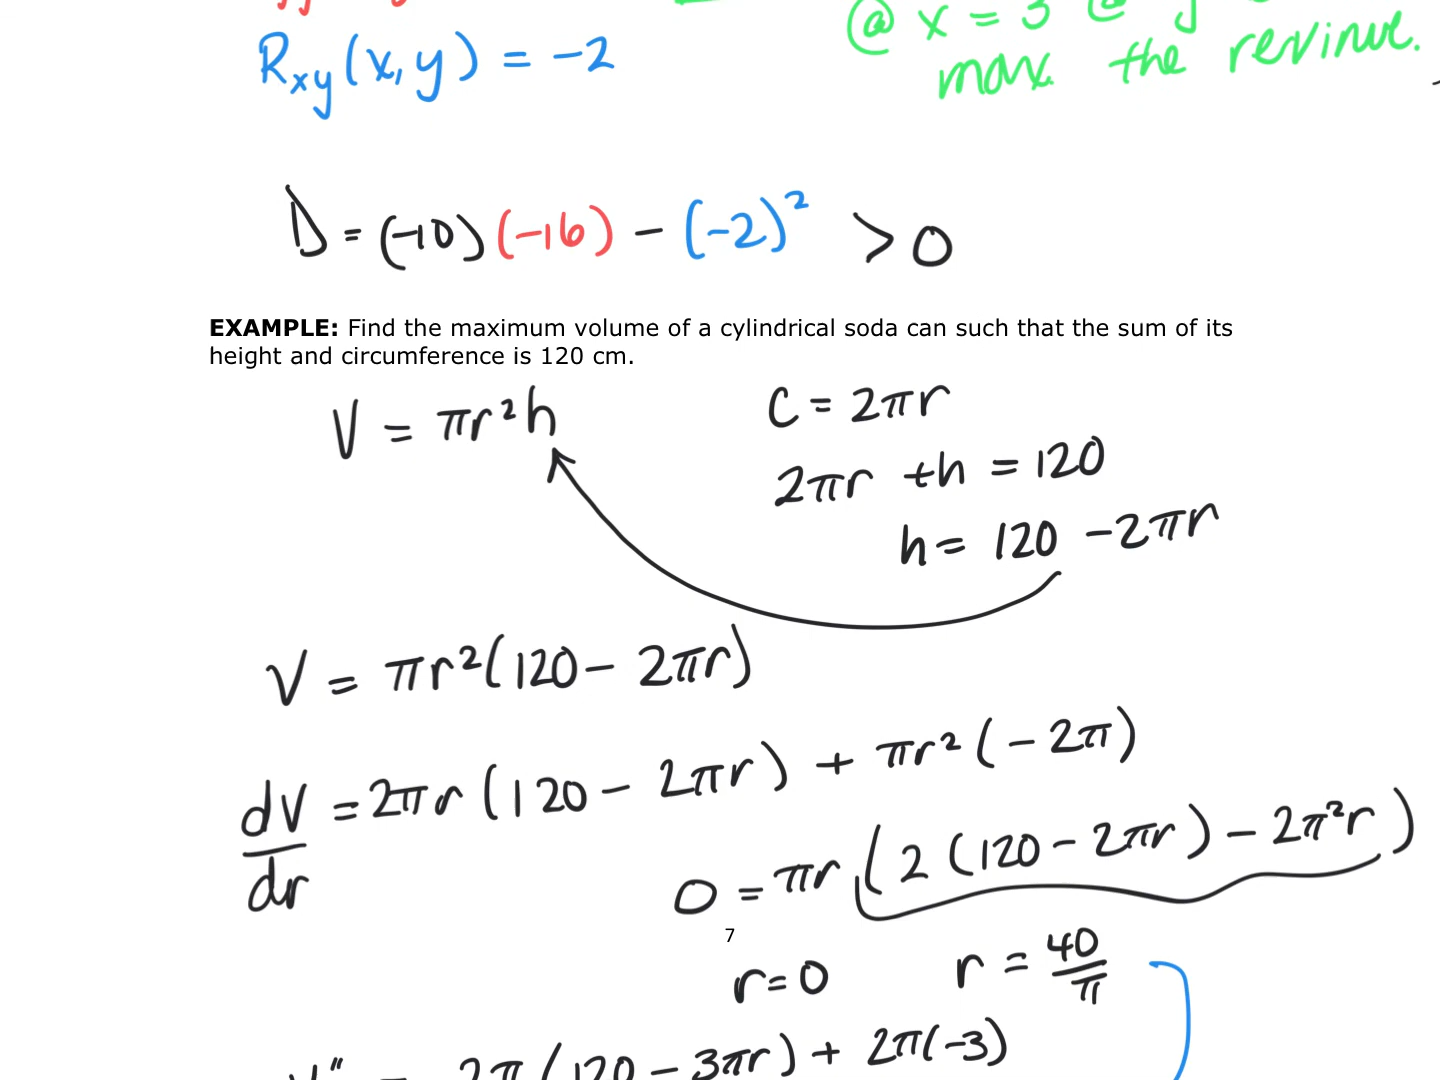 @ x = 3 @ y
R_xy(x,y) = -2
max. the revinue.
D = (-10)(-16) - (-2)² > 0
EXAMPLE: Find the maximum volume of a cylindrical soda can such that the sum of its
height and circumference is 120 cm.
V = πr²h
C = 2πr
2πr + h = 120
h = 120 - 2πr
V = πr²(120 - 2πr)
dV/dr = 2πr(120 - 2πr) + πr²(-2π)
0 = πr(2(120 - 2πr) - 2π²r)
7
r = 0 r = 40/π
V" = 2π(120 - 3πr) + 2π(-3)